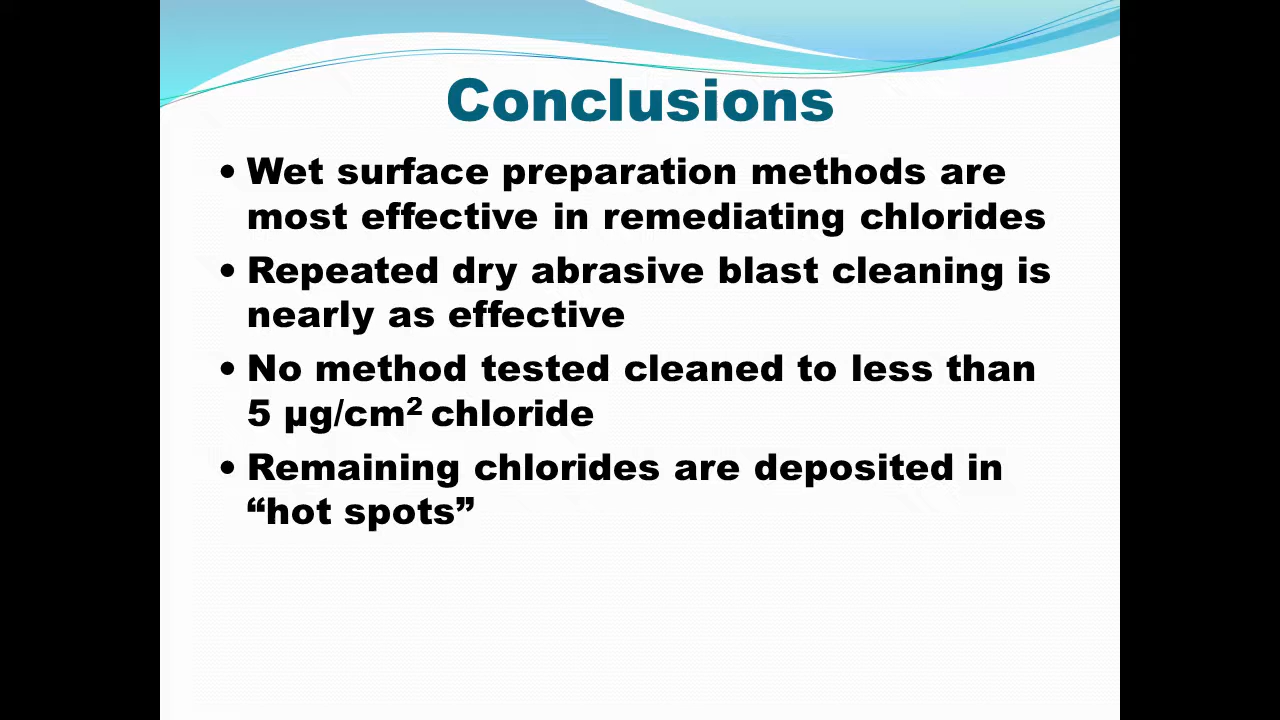 Conclusions
• Wet surface preparation methods are
most effective in remediating chlorides
• Repeated dry abrasive blast cleaning is
nearly as effective
• No method tested cleaned to less than
5 µg/cm² chloride
• Remaining chlorides are deposited in
“hot spots”